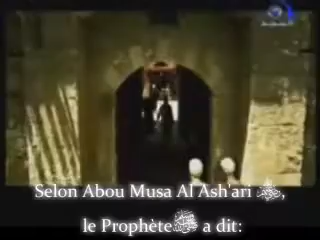 Selon Abou Musa Al Ash'ari ﷺ,
le Prophète ﷺ a dit: